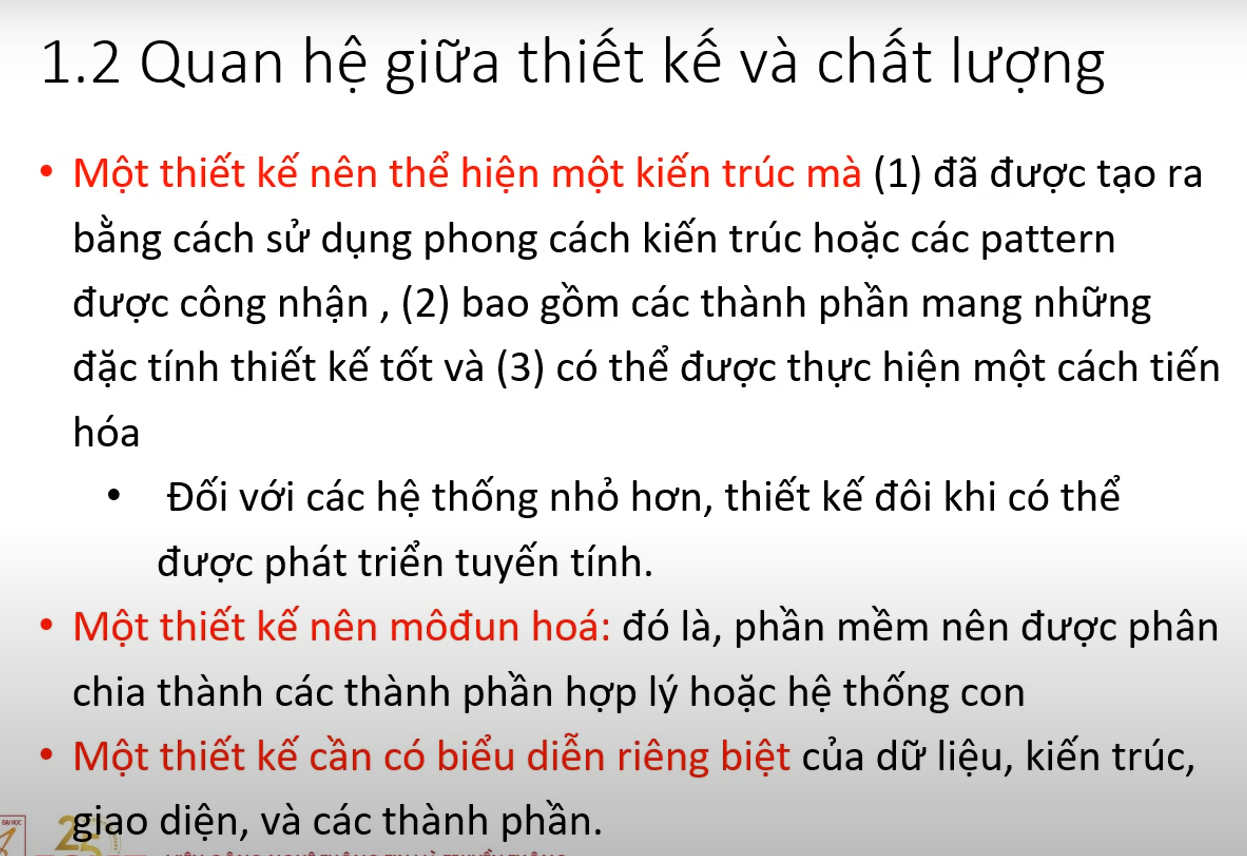 1.2 Quan hệ giữa thiết kế và chất lượng
• Một thiết kế nên thể hiện một kiến trúc mà (1) đã được tạo ra
bằng cách sử dụng phong cách kiến trúc hoặc các pattern
được công nhận , (2) bao gồm các thành phần mang những
đặc tính thiết kế tốt và (3) có thể được thực hiện một cách tiến
hóa
• Đối với các hệ thống nhỏ hơn, thiết kế đôi khi có thể
được phát triển tuyến tính.
• Một thiết kế nên môđun hoá: đó là, phần mềm nên được phân
chia thành các thành phần hợp lý hoặc hệ thống con
• Một thiết kế cần có biểu diễn riêng biệt của dữ liệu, kiến trúc,
giao diện, và các thành phần.
ĐẠI HỌC
25